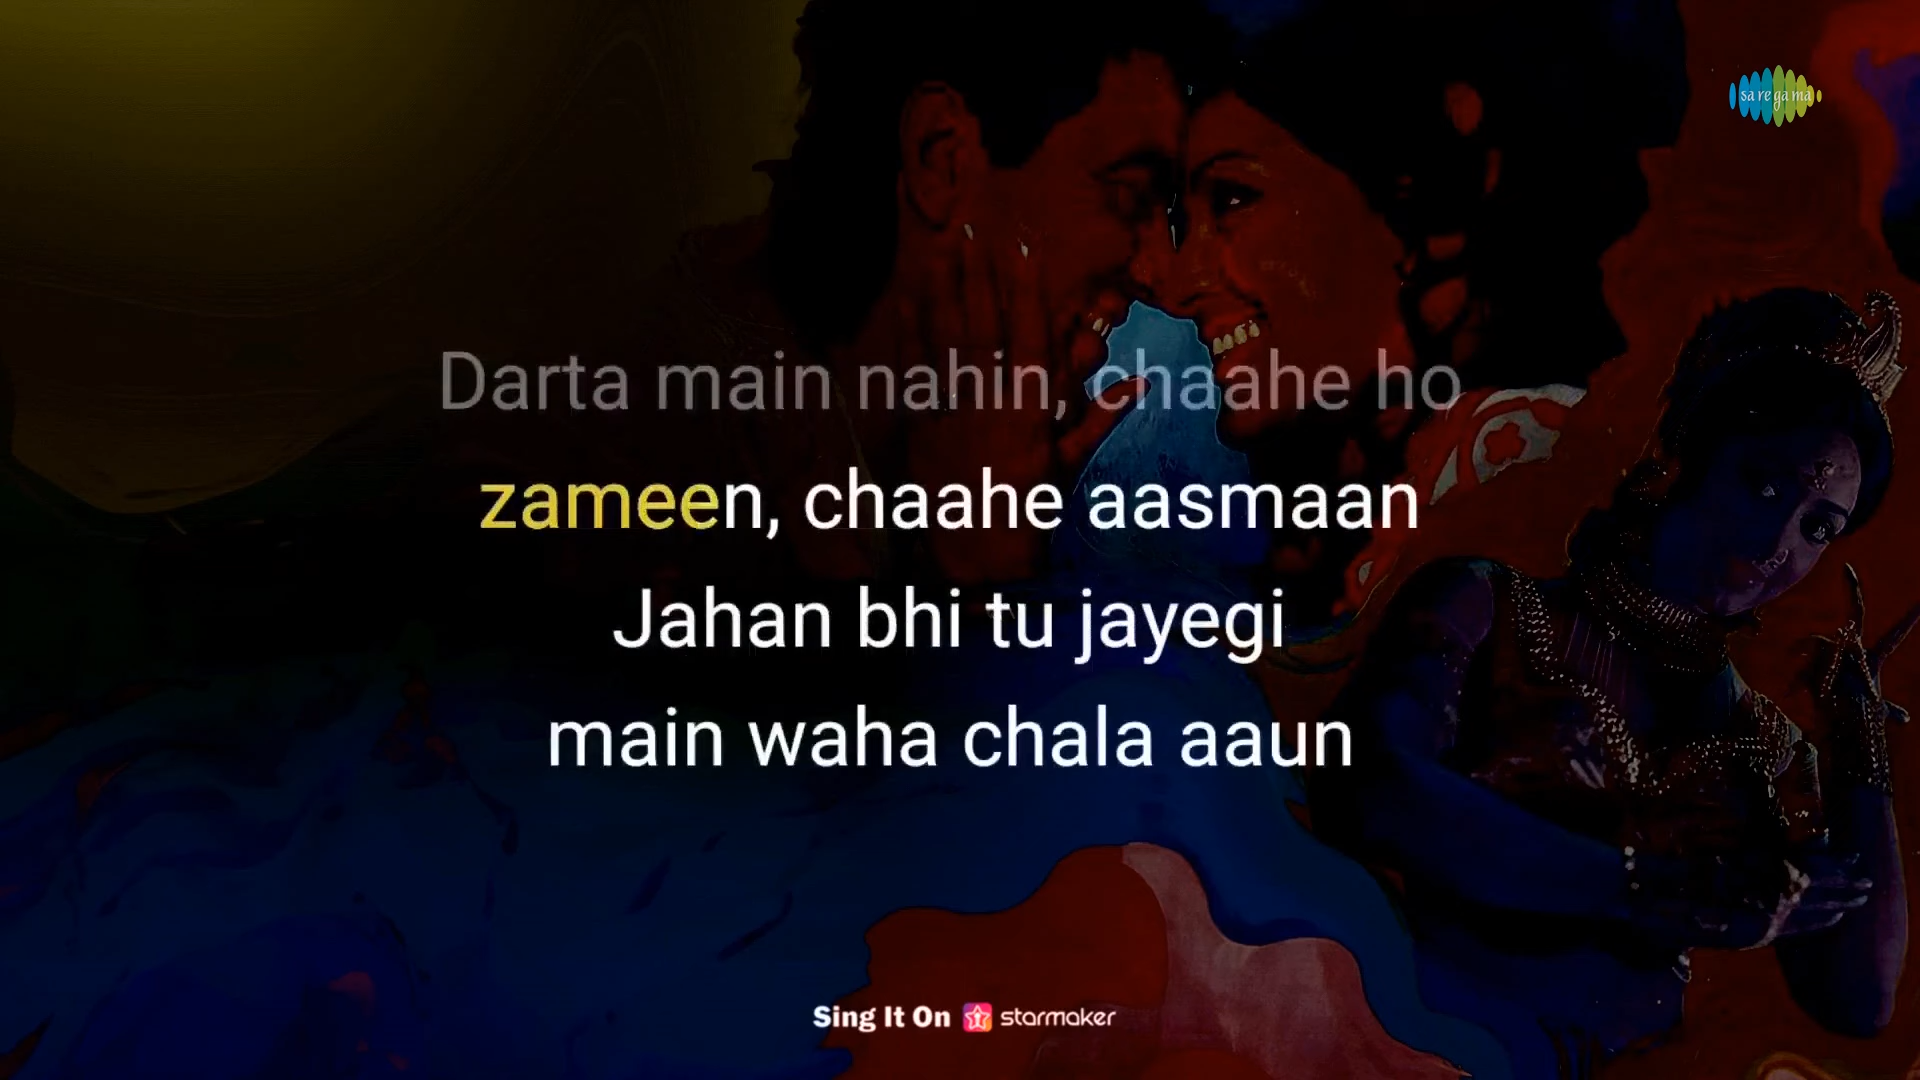 sa re ga ma
Darta main nahin, chaahe ho
zameen, chaahe aasmaan
Jahan bhi tu jayegi
main waha chala aaun
Sing It On starmaker